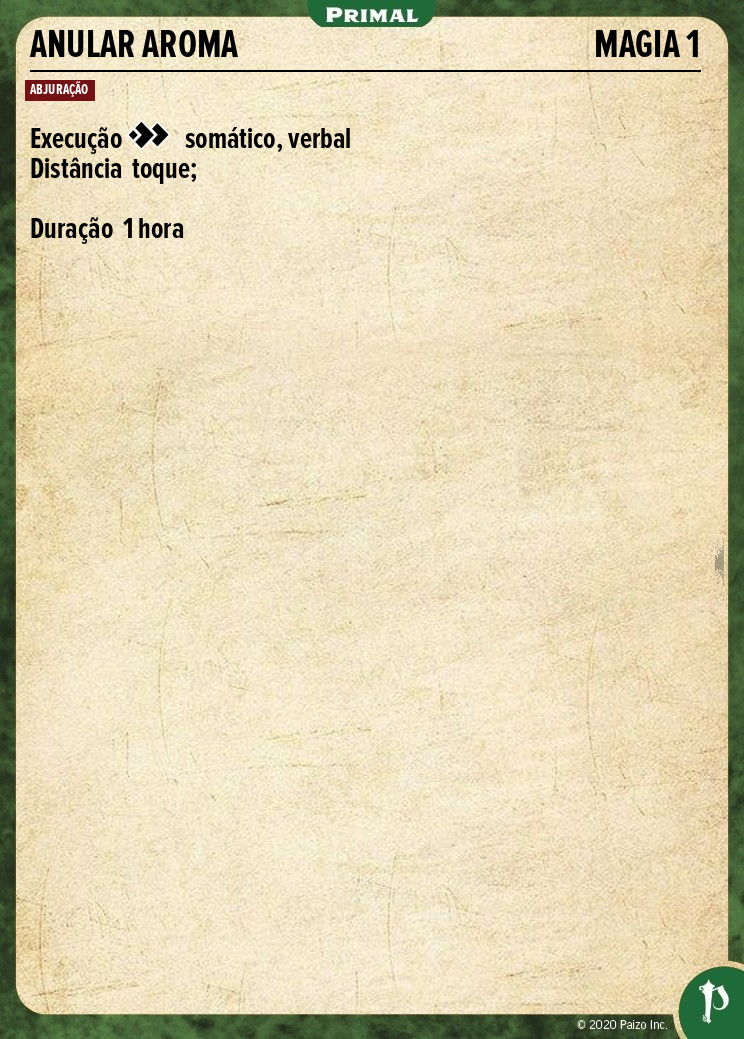 PRIMAL
ANULAR AROMA MAGIA 1
ABJURAÇÃO
Execução somático, verbal
Distância toque;
Duração 1 hora
© 2020 Paizo Inc.